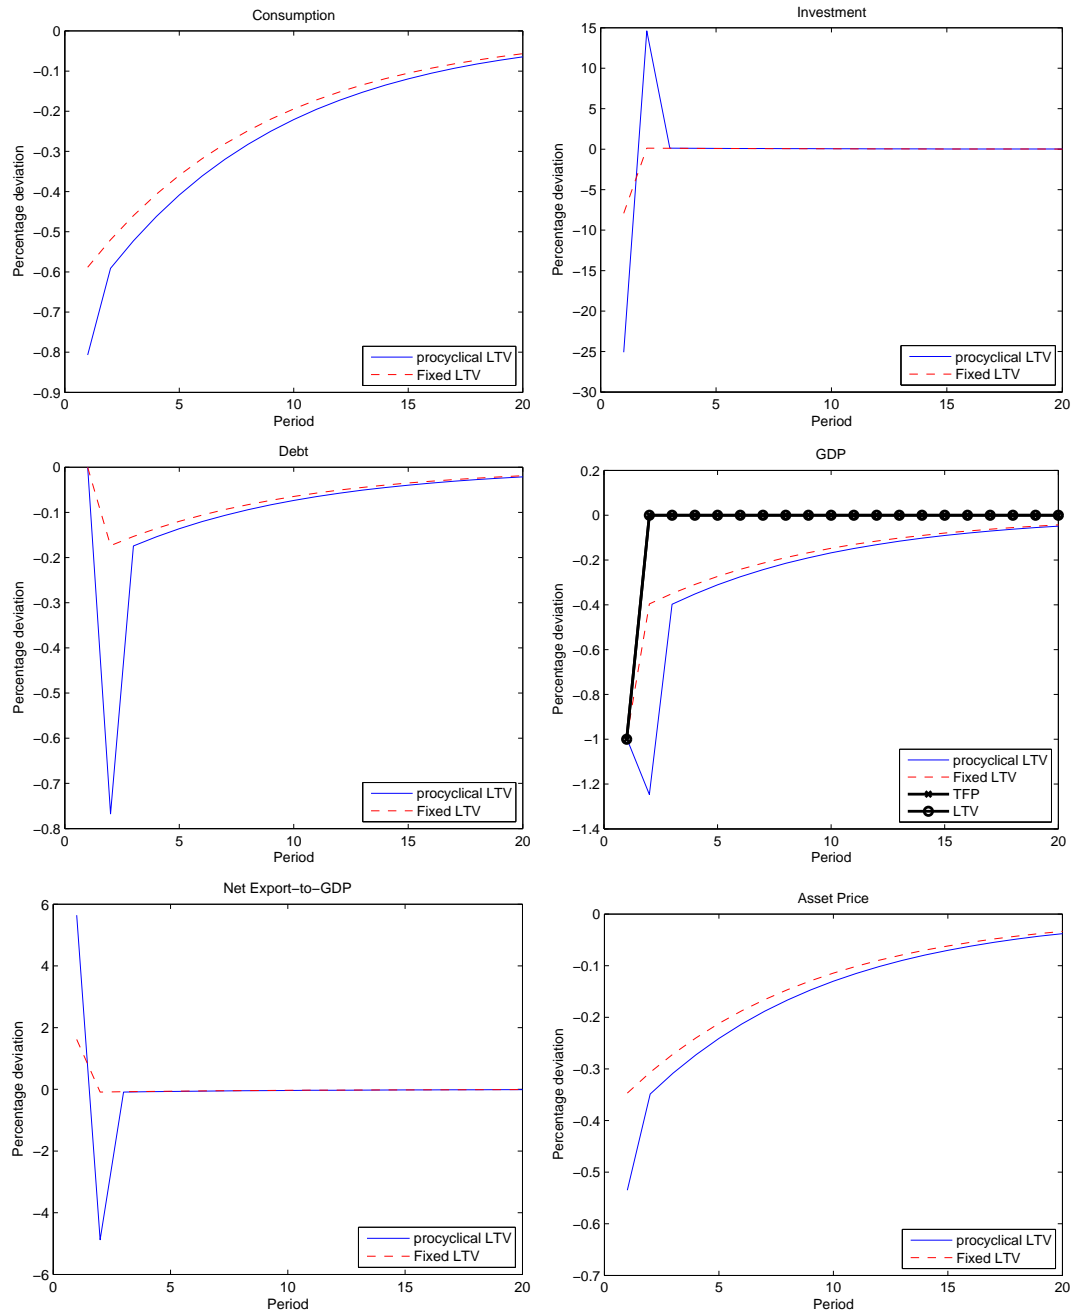 Consumption
0
−0.1
−0.2
−0.3
−0.4
−0.5
−0.6
−0.7
−0.8
−0.9
Percentage deviation
0 5 10 15 20
Period
procyclical LTV
Fixed LTV
Investment
15
10
5
0
−5
−10
−15
−20
−25
−30
Percentage deviation
0 5 10 15 20
Period
procyclical LTV
Fixed LTV
Debt
0
−0.1
−0.2
−0.3
−0.4
−0.5
−0.6
−0.7
−0.8
Percentage deviation
0 5 10 15 20
Period
procyclical LTV
Fixed LTV
GDP
0.2
0
−0.2
−0.4
−0.6
−0.8
−1
−1.2
−1.4
Percentage deviation
0 5 10 15 20
Period
procyclical LTV
Fixed LTV
TFP
LTV
Net Export−to−GDP
6
4
2
0
−2
−4
−6
Percentage deviation
0 5 10 15 20
Period
procyclical LTV
Fixed LTV
Asset Price
0
−0.1
−0.2
−0.3
−0.4
−0.5
−0.6
−0.7
Percentage deviation
0 5 10 15 20
Period
procyclical LTV
Fixed LTV